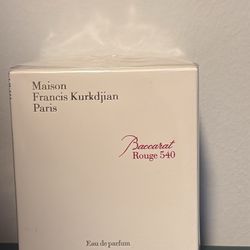 Maison
Francis Kurkdjian
Paris
Baccarat
Rouge 540
Eau de parfum